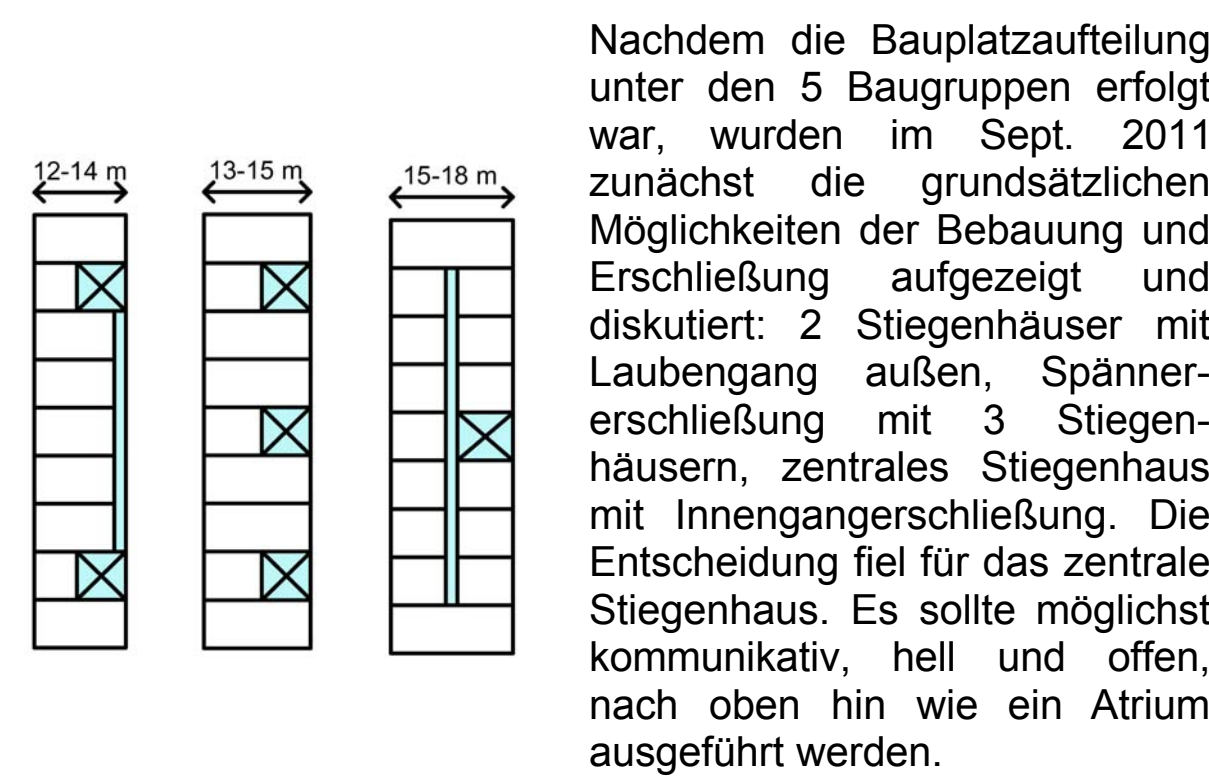 12-14 m
13-15 m
15-18 m
Nachdem die Bauplatzaufteilung
unter den 5 Baugruppen erfolgt
war, wurden im Sept. 2011
zunächst die grundsätzlichen
Möglichkeiten der Bebauung und
Erschließung aufgezeigt und
diskutiert: 2 Stiegenhäuser mit
Laubengang außen, Spänner-
erschließung mit 3 Stiegen-
häusern, zentrales Stiegenhaus
mit Innengangerschließung. Die
Entscheidung fiel für das zentrale
Stiegenhaus. Es sollte möglichst
kommunikativ, hell und offen,
nach oben hin wie ein Atrium
ausgeführt werden.